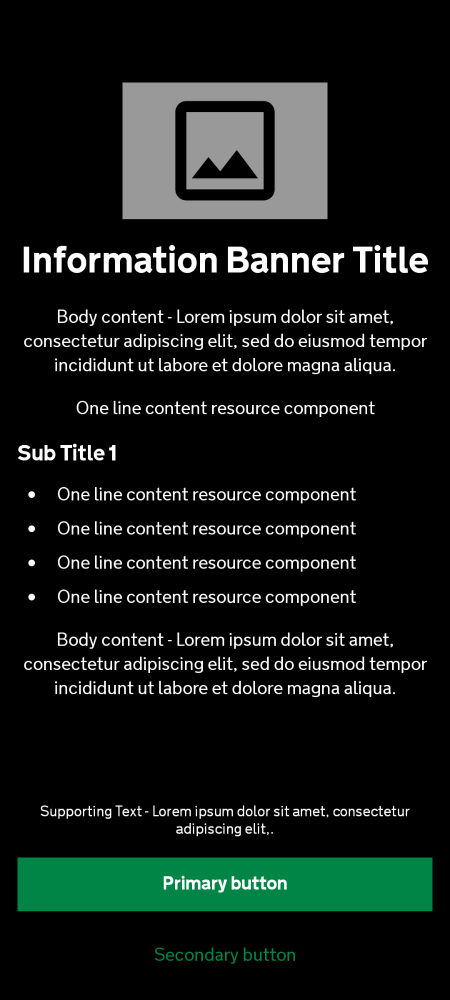 Information Banner Title
Body content - Lorem ipsum dolor sit amet,
consectetur adipiscing elit, sed do eiusmod tempor
incididunt ut labore et dolore magna aliqua.
One line content resource component
Sub Title 1
• One line content resource component
• One line content resource component
• One line content resource component
• One line content resource component
Body content - Lorem ipsum dolor sit amet,
consectetur adipiscing elit, sed do eiusmod tempor
incididunt ut labore et dolore magna aliqua.
Supporting Text - Lorem ipsum dolor sit amet, consectetur
adipiscing elit,.
Primary button
Secondary button